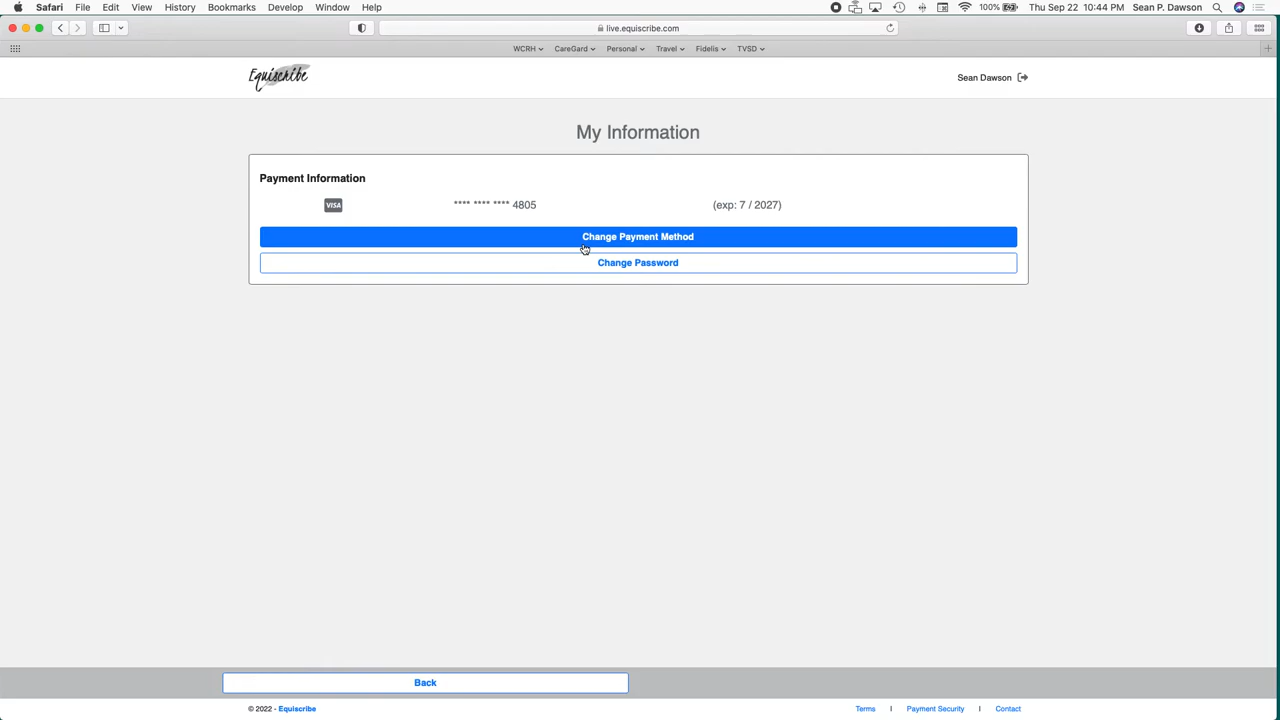 Safari File Edit View History Bookmarks Develop Window Help 100% Thu Sep 22 10:44 PM Sean P. Dawson
live.equiscribe.com
WCRH CareGard Personal Travel Fidelis TVSD
Equiscribe Sean Dawson
My Information
Payment Information
VISA **** **** **** 4805 (exp: 7 / 2027)
Change Payment Method
Change Password
Back
© 2022 - Equiscribe Terms | Payment Security | Contact